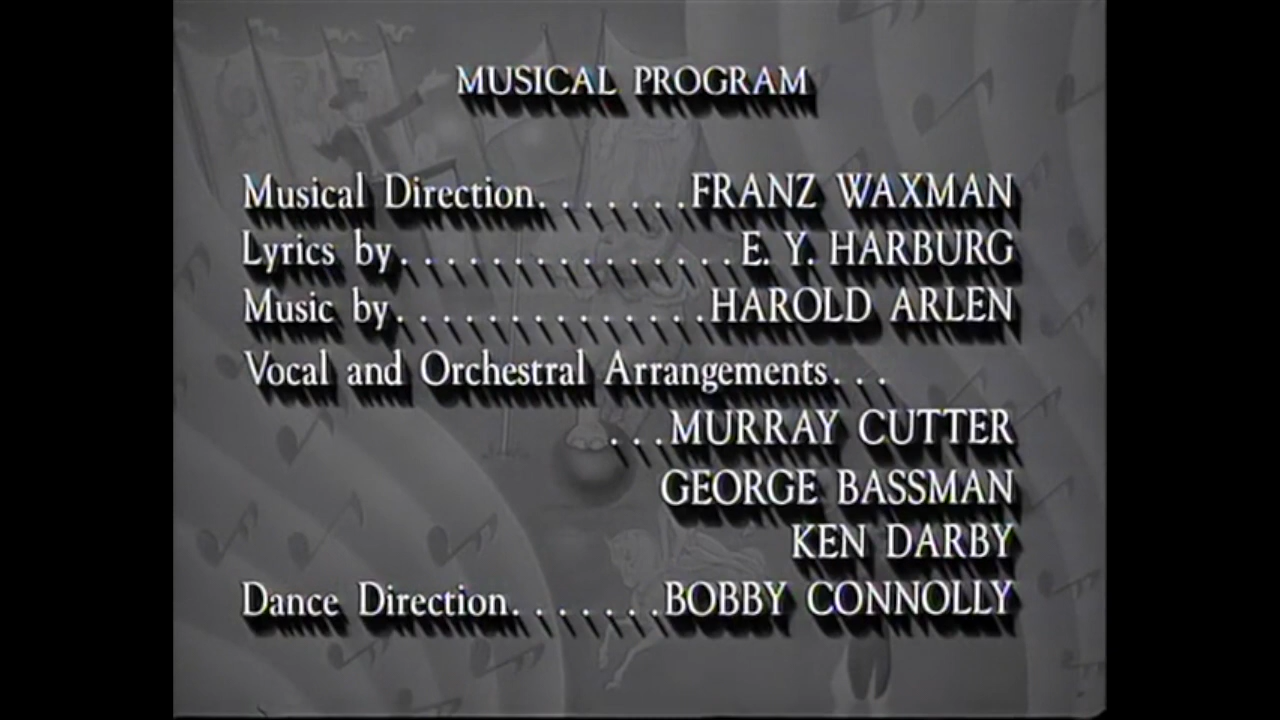 MUSICAL PROGRAM
Musical Direction.......FRANZ WAXMAN
Lyrics by...............E. Y. HARBURG
Music by..............HAROLD ARLEN
Vocal and Orchestral Arrangements...
...MURRAY CUTTER
GEORGE BASSMAN
KEN DARBY
Dance Direction.......BOBBY CONNOLLY